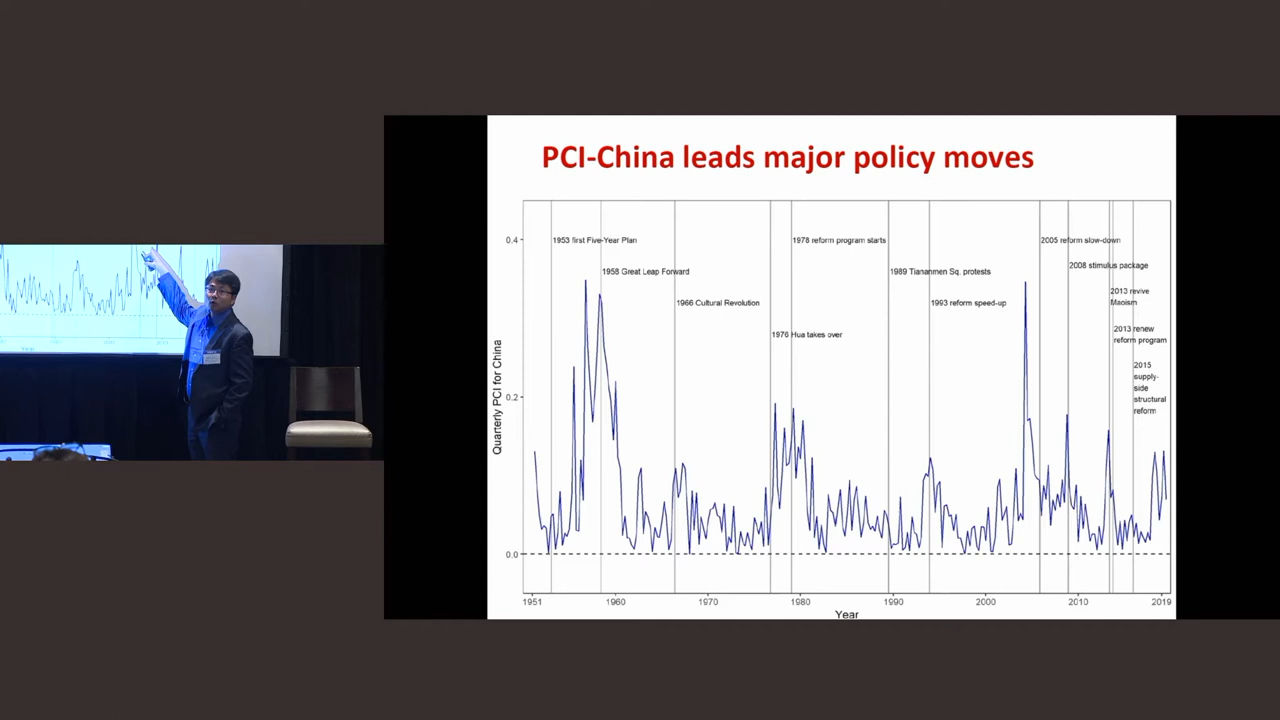 PCI-China leads major policy moves
0.4
1953 first Five-Year Plan
1978 reform program starts
2005 reform slow-down
2008 stimulus package
1958 Great Leap Forward
1989 Tiananmen Sq. protests
2013 revive
Maoism
1966 Cultural Revolution
1993 reform speed-up
1976 Hua takes over
2013 renew
reform program
2015
supply-
side
structural
reform
Quarterly PCI for China
0.2
0.0
1951
1960
1970
1980
1990
2000
2010
2019
Year